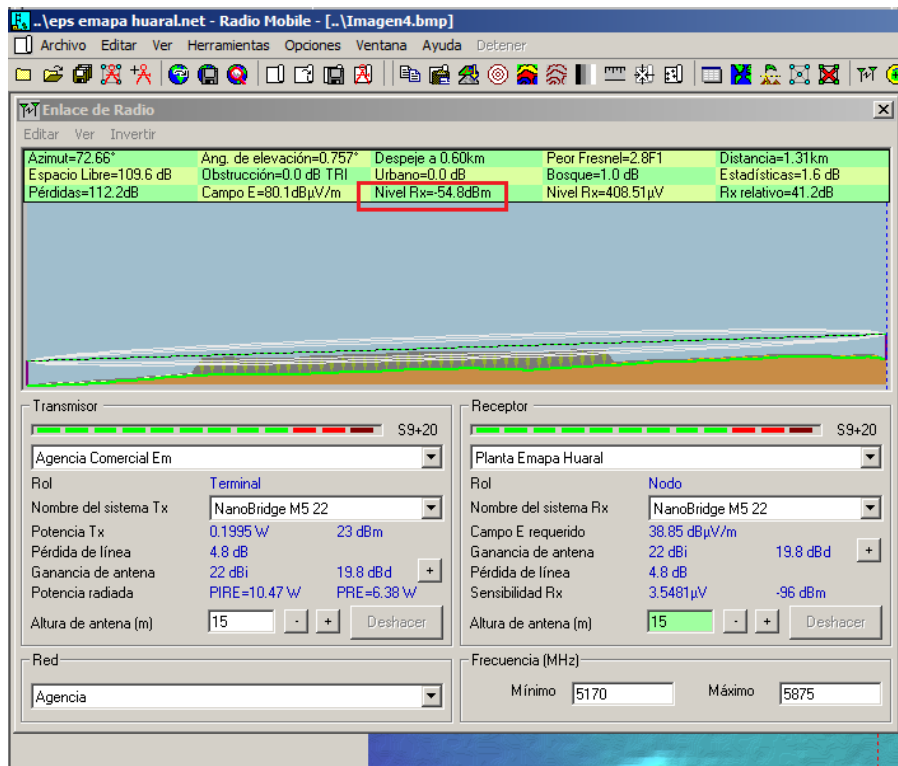 ..\eps emapa huaral.net - Radio Mobile - [..\Imagen4.bmp]
Archivo Editar Ver Herramientas Opciones Ventana Ayuda Detener
Enlace de Radio
Editar Ver Invertir
Azimut=72.66° Ang. de elevación=0.757° Despeje a 0.60km Peor Fresnel=2.8F1 Distancia=1.31km
Espacio Libre=109.6 dB Obstrucción=0.0 dB TRI Urbano=0.0 dB Bosque=1.0 dB Estadísticas=1.6 dB
Pérdidas=112.2dB Campo E=80.1dBµV/m Nivel Rx=-54.8dBm Nivel Rx=408.51µV Rx relativo=41.2dB
Transmisor
S9+20
Agencia Comercial Em
Rol Terminal
Nombre del sistema Tx NanoBridge M5 22
Potencia Tx 0.1995 W 23 dBm
Pérdida de línea 4.8 dB
Ganancia de antena 22 dBi 19.8 dBd +
Potencia radiada PIRE=10.47 W PRE=6.38 W
Altura de antena (m) 15 - + Deshacer
Red
Agencia
Receptor
S9+20
Planta Emapa Huaral
Rol Nodo
Nombre del sistema Rx NanoBridge M5 22
Campo E requerido 38.85 dBµV/m
Ganancia de antena 22 dBi 19.8 dBd +
Pérdida de línea 4.8 dB
Sensibilidad Rx 3.5481µV -96 dBm
Altura de antena (m) 15 - + Deshacer
Frecuencia (MHz)
Mínimo 5170 Máximo 5875